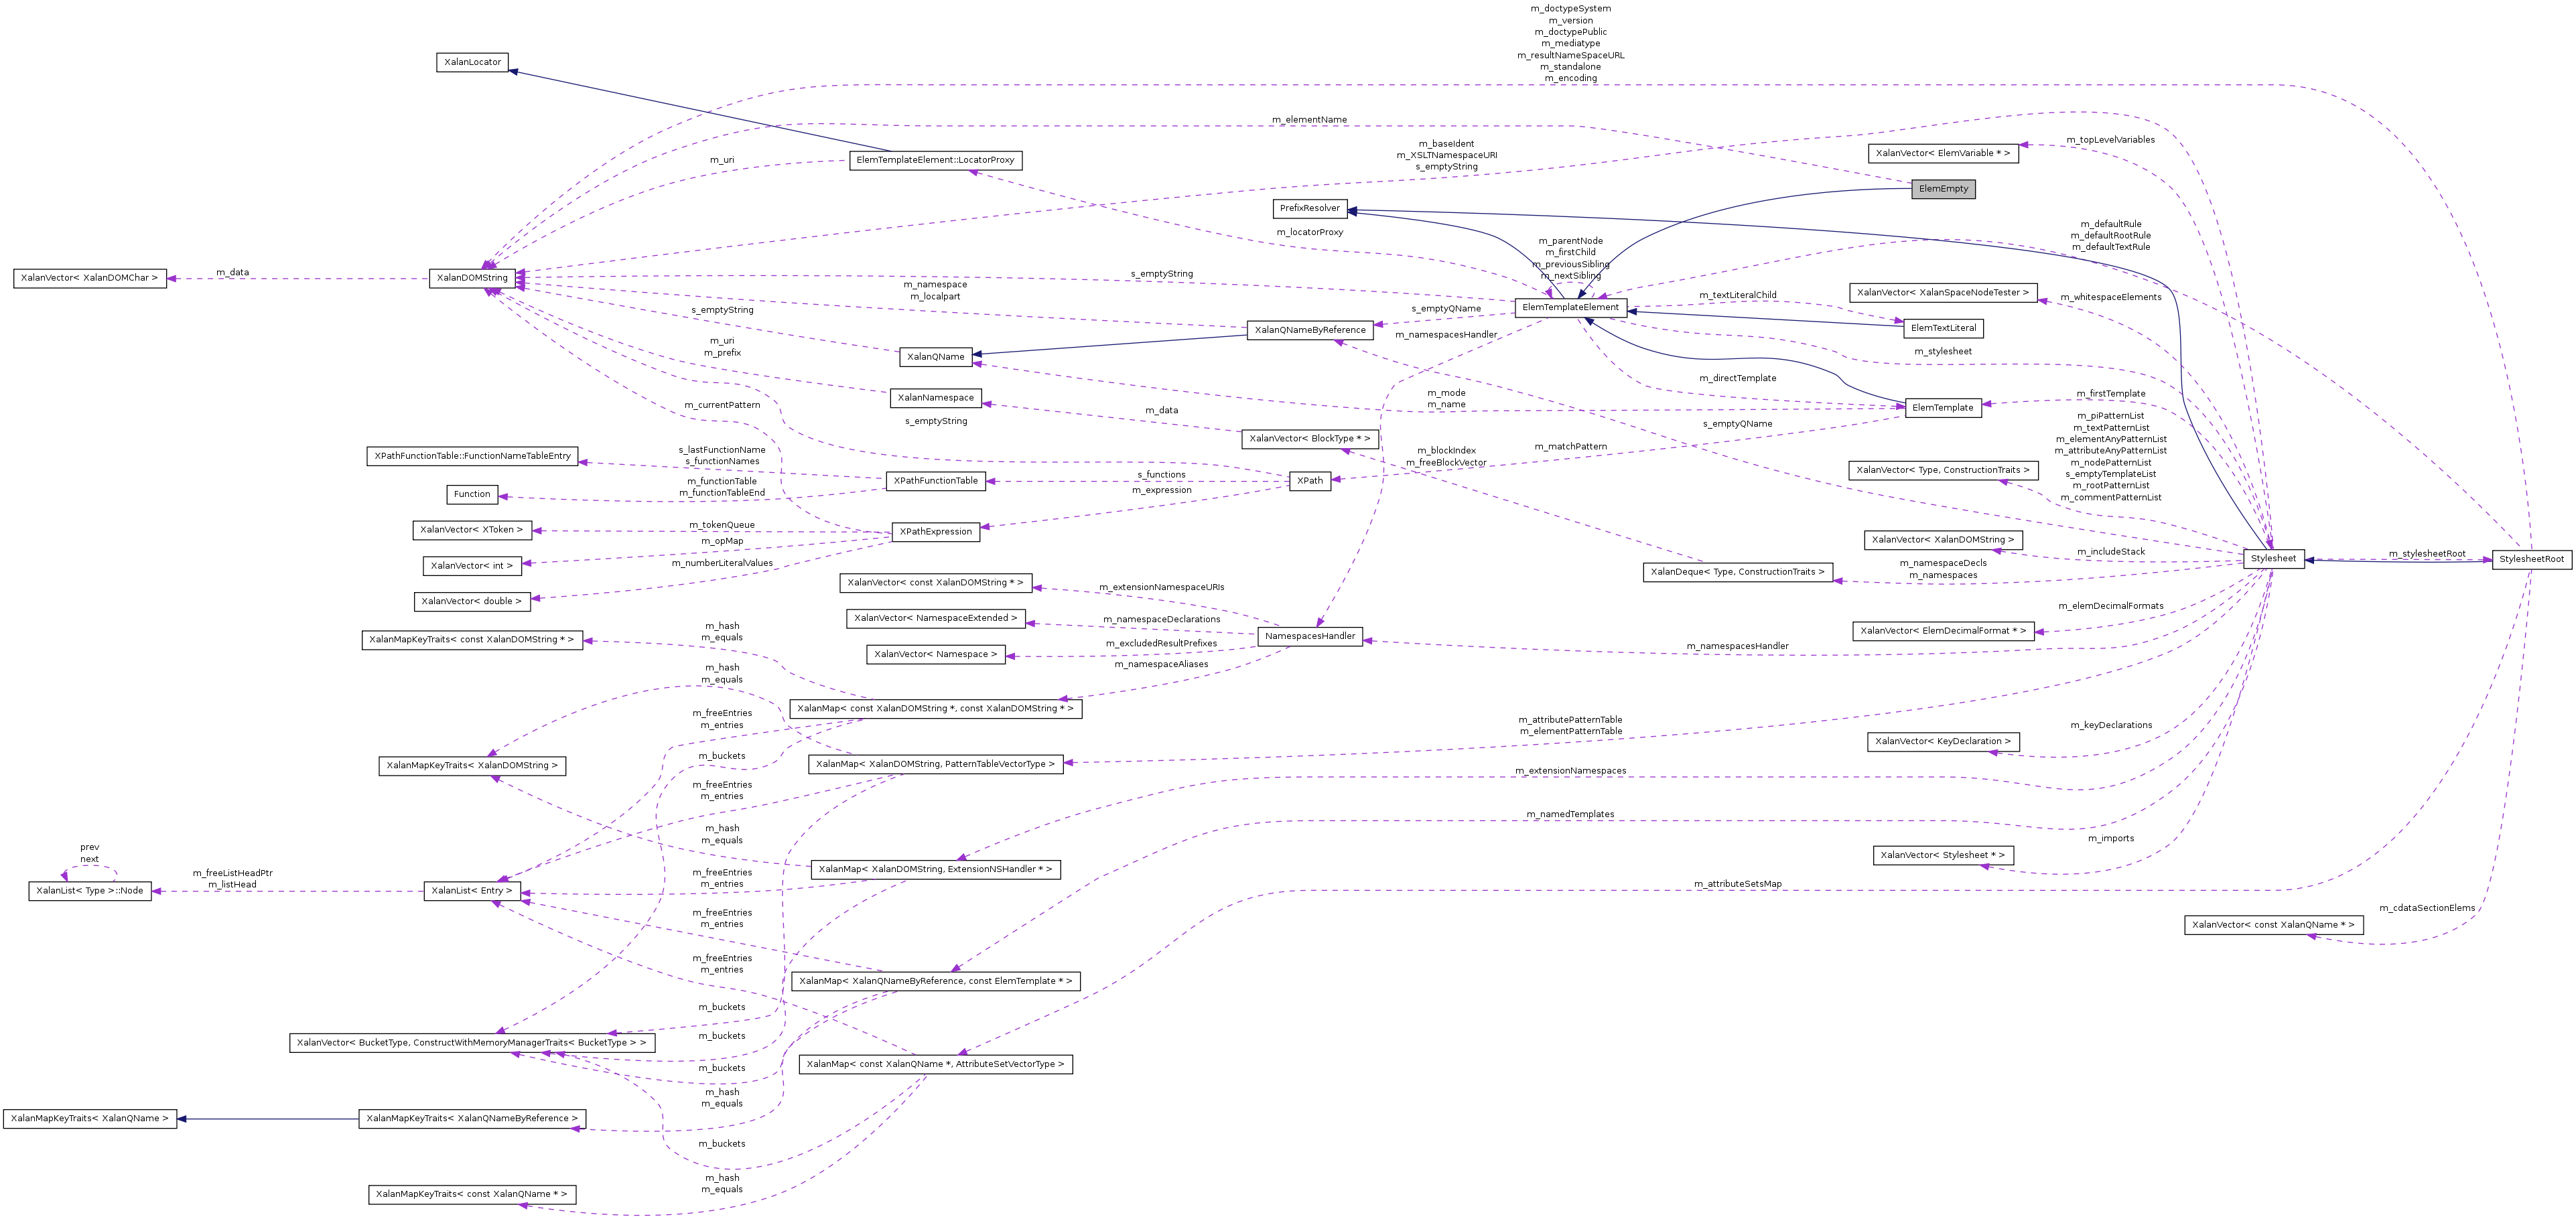 m_doctypeSystem
m_version
m_doctypePublic
m_mediatype
m_resultNameSpaceURL
m_standalone
m_encoding
XalanLocator
m_elementName
m_topLevelVariables
m_baseIdent
m_XSLTNamespaceURI
s_emptyString
XalanVector< ElemVariable * >
ElemTemplateElement::LocatorProxy
m_uri
ElemEmpty
PrefixResolver
m_locatorProxy
m_defaultRule
m_defaultRootRule
m_defaultTextRule
m_parentNode
m_firstChild
m_previousSibling
m_nextSibling
XalanVector< XalanDOMChar >
m_data
XalanDOMString
s_emptyString
m_namespace
m_localpart
XalanVector< XalanSpaceNodeTester >
m_whitespaceElements
m_textLiteralChild
ElemTemplateElement
s_emptyQName
s_emptyString
XalanQNameByReference
ElemTextLiteral
m_namespacesHandler
m_uri
m_prefix
XalanQName
m_stylesheet
m_directTemplate
XalanNamespace
m_mode
m_name
m_firstTemplate
ElemTemplate
m_currentPattern
m_data
s_emptyString
s_emptyQName
m_piPatternList
m_textPatternList
m_elementAnyPatternList
m_attributeAnyPatternList
m_nodePatternList
s_emptyTemplateList
m_rootPatternList
m_commentPatternList
XalanVector< BlockType * >
m_matchPattern
m_blockIndex
m_freeBlockVector
XPathFunctionTable::FunctionNameTableEntry
s_lastFunctionName
s_functionNames
XalanVector< Type, ConstructionTraits >
s_functions
XPathFunctionTable
XPath
m_functionTable
m_functionTableEnd
Function
m_expression
XalanVector< XToken >
m_tokenQueue
XPathExpression
m_opMap
XalanVector< XalanDOMString >
m_includeStack
m_stylesheetRoot
Stylesheet
StylesheetRoot
XalanVector< int >
m_numberLiteralValues
m_namespaceDecls
m_namespaces
XalanDeque< Type, ConstructionTraits >
XalanVector< const XalanDOMString * >
m_extensionNamespaceURIs
XalanVector< double >
m_elemDecimalFormats
XalanVector< NamespaceExtended >
m_namespaceDeclarations
XalanVector< ElemDecimalFormat * >
m_hash
m_equals
XalanMapKeyTraits< const XalanDOMString * >
NamespacesHandler
m_excludedResultPrefixes
m_namespacesHandler
XalanVector< Namespace >
m_namespaceAliases
m_hash
m_equals
XalanMap< const XalanDOMString *, const XalanDOMString * >
m_freeEntries
m_entries
m_attributePatternTable
m_elementPatternTable
m_keyDeclarations
XalanVector< KeyDeclaration >
m_buckets
XalanMapKeyTraits< XalanDOMString >
XalanMap< XalanDOMString, PatternTableVectorType >
m_extensionNamespaces
m_freeEntries
m_entries
m_namedTemplates
m_hash
m_equals
m_imports
prev
next
XalanVector< Stylesheet * >
XalanMap< XalanDOMString, ExtensionNSHandler * >
m_freeListHeadPtr
m_listHead
m_freeEntries
m_entries
XalanList< Type >::Node
XalanList< Entry >
m_attributeSetsMap
m_cdataSectionElems
m_freeEntries
m_entries
XalanVector< const XalanQName * >
m_freeEntries
m_entries
XalanMap< XalanQNameByReference, const ElemTemplate * >
m_buckets
m_buckets
XalanVector< BucketType, ConstructWithMemoryManagerTraits< BucketType > >
m_buckets
XalanMap< const XalanQName *, AttributeSetVectorType >
m_hash
m_equals
XalanMapKeyTraits< XalanQName >
XalanMapKeyTraits< XalanQNameByReference >
m_buckets
m_hash
m_equals
XalanMapKeyTraits< const XalanQName * >